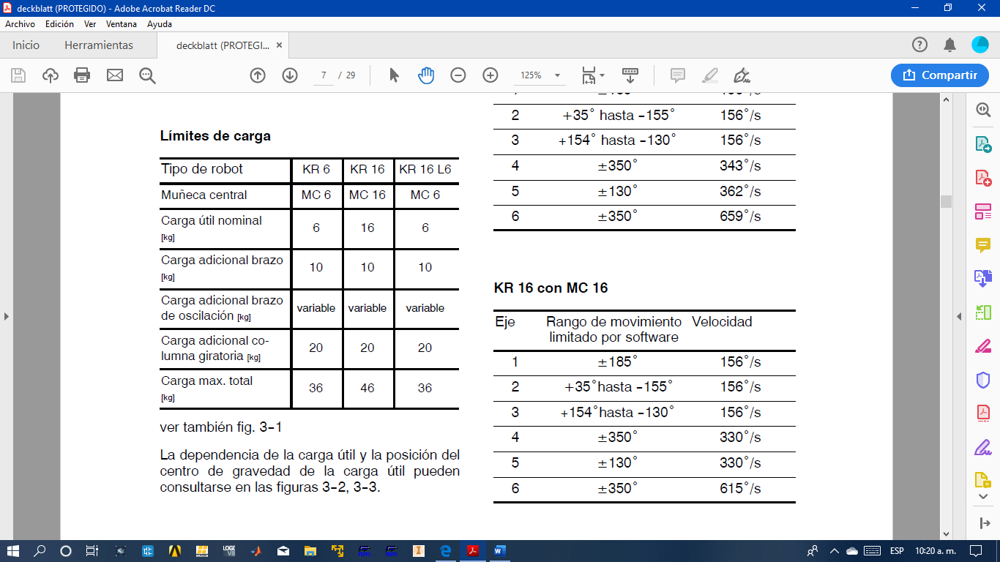 deckblatt (PROTEGIDO) - Adobe Acrobat Reader DC
Archivo Edición Ver Ventana Ayuda
Inicio Herramientas deckblatt (PROTEGI... ×
7 / 29 125% Compartir
Límites de carga
Tipo de robot KR 6 KR 16 KR 16 L6
Muñeca central MC 6 MC 16 MC 6
Carga útil nominal
[kg] 6 16 6
Carga adicional brazo
[kg] 10 10 10
Carga adicional brazo
de oscilación [kg] variable variable variable
Carga adicional co-
lumna giratoria [kg] 20 20 20
Carga max. total
[kg] 36 46 36
ver también fig. 3-1
La dependencia de la carga útil y la posición del
centro de gravedad de la carga útil pueden
consultarse en las figuras 3-2, 3-3.
2 +35° hasta -155° 156°/s
3 +154° hasta -130° 156°/s
4 ±350° 343°/s
5 ±130° 362°/s
6 ±350° 659°/s
KR 16 con MC 16
Eje Rango de movimiento Velocidad
limitado por software
1 ±185° 156°/s
2 +35°hasta -155° 156°/s
3 +154°hasta -130° 156°/s
4 ±350° 330°/s
5 ±130° 330°/s
6 ±350° 615°/s
ESP 10:20 a. m.